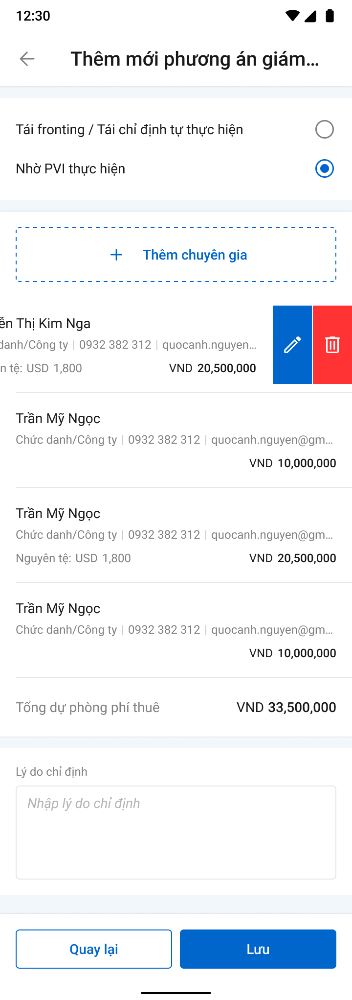 12:30
Thêm mới phương án giám...
Tái fronting / Tái chỉ định tự thực hiện
Nhờ PVI thực hiện
Thêm chuyên gia
ễn Thị Kim Nga
danh/Công ty | 0932 382 312 | quocanh.nguyen...
n tệ: USD 1,800 VND 20,500,000
Trần Mỹ Ngọc
Chức danh/Công ty | 0932 382 312 | quocanh.nguyen@gm...
VND 10,000,000
Trần Mỹ Ngọc
Chức danh/Công ty | 0932 382 312 | quocanh.nguyen@gm...
Nguyên tệ: USD 1,800 VND 20,500,000
Trần Mỹ Ngọc
Chức danh/Công ty | 0932 382 312 | quocanh.nguyen@gm...
VND 10,000,000
Tổng dự phòng phí thuê VND 33,500,000
Lý do chỉ định
Nhập lý do chỉ định
Quay lại Lưu